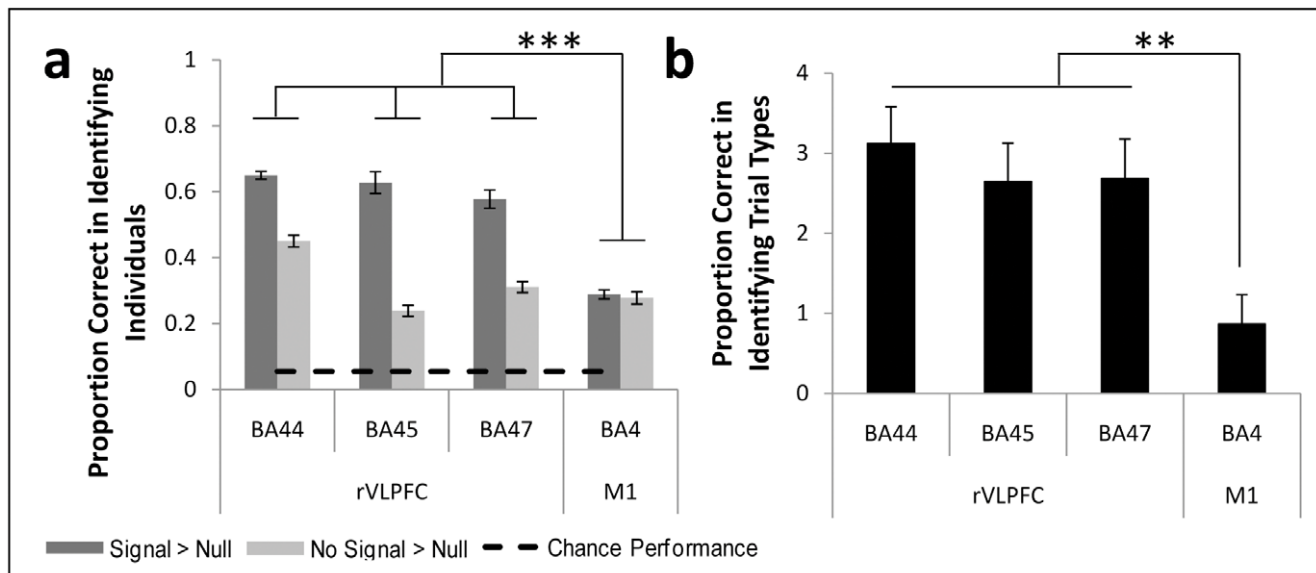 a
***
1
0.8
0.6
0.4
0.2
0
Proportion Correct in Identifying
Individuals
BA44 BA45 BA47 BA4
rVLPFC M1
b
**
4
3
2
1
0
Proportion Correct in
Identifying Trial Types
BA44 BA45 BA47 BA4
rVLPFC M1
Signal > Null No Signal > Null Chance Performance